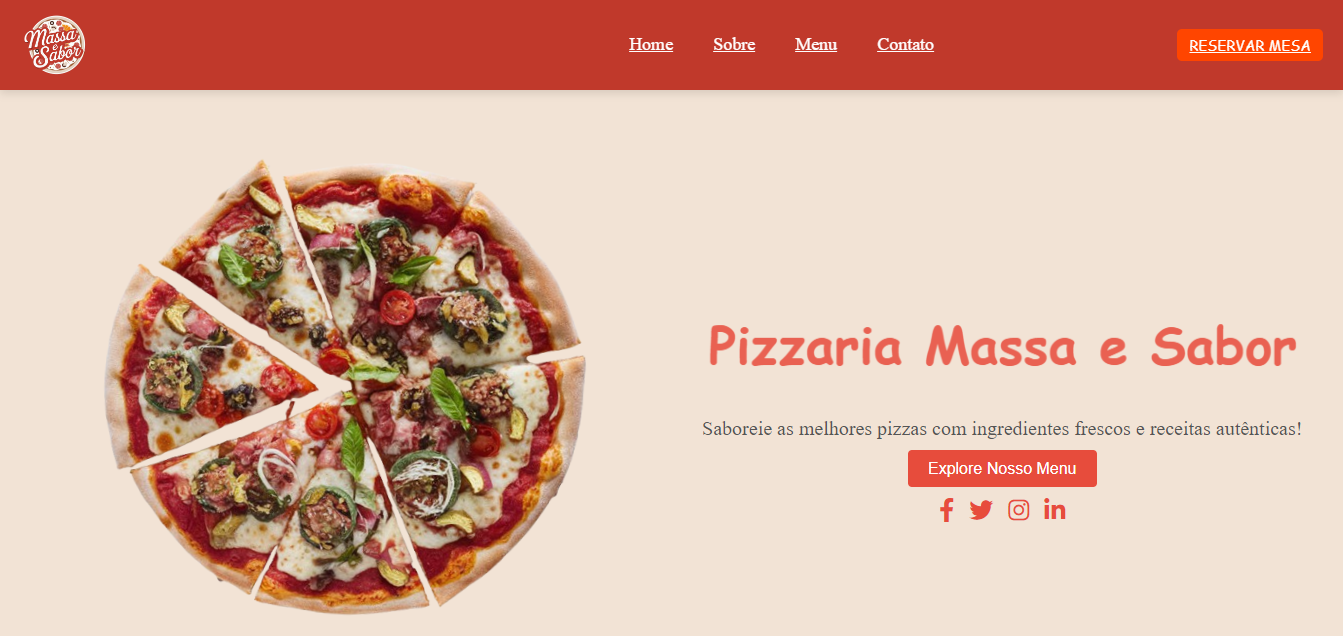 Massa
e
Sabor
Home
Sobre
Menu
Contato
RESERVAR MESA
Pizzaria Massa e Sabor
Saboreie as melhores pizzas com ingredientes frescos e receitas autênticas!
Explore Nosso Menu